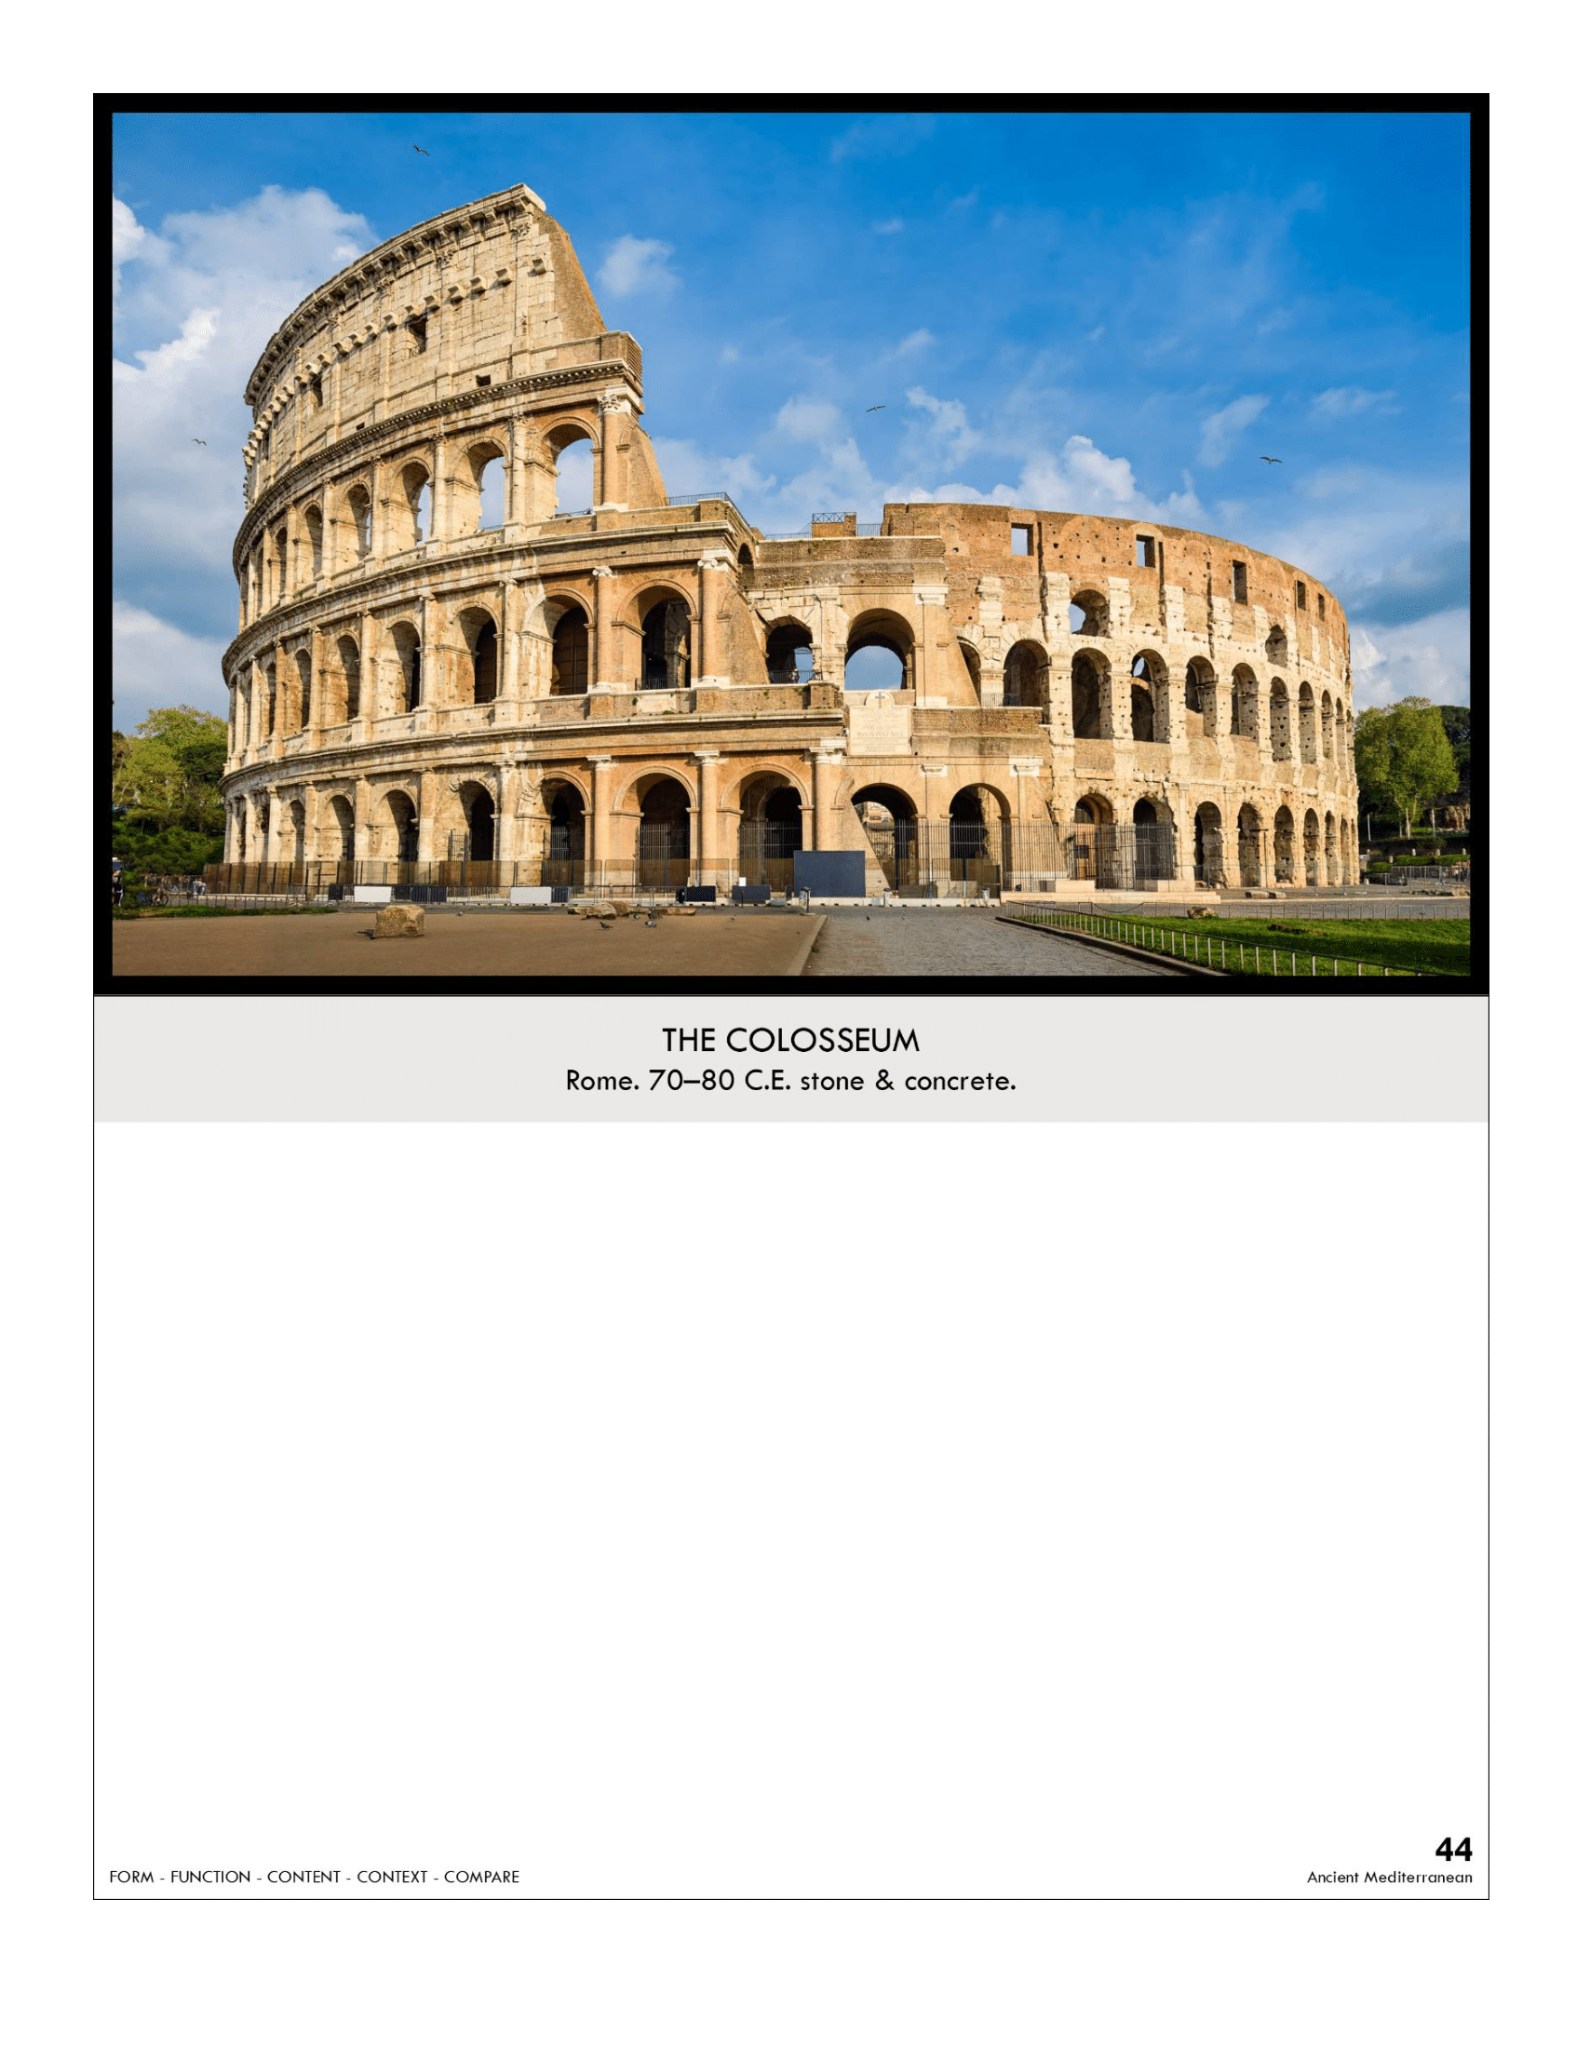 THE COLOSSEUM
Rome. 70–80 C.E. stone & concrete.
44
FORM - FUNCTION - CONTENT - CONTEXT - COMPARE
Ancient Mediterranean